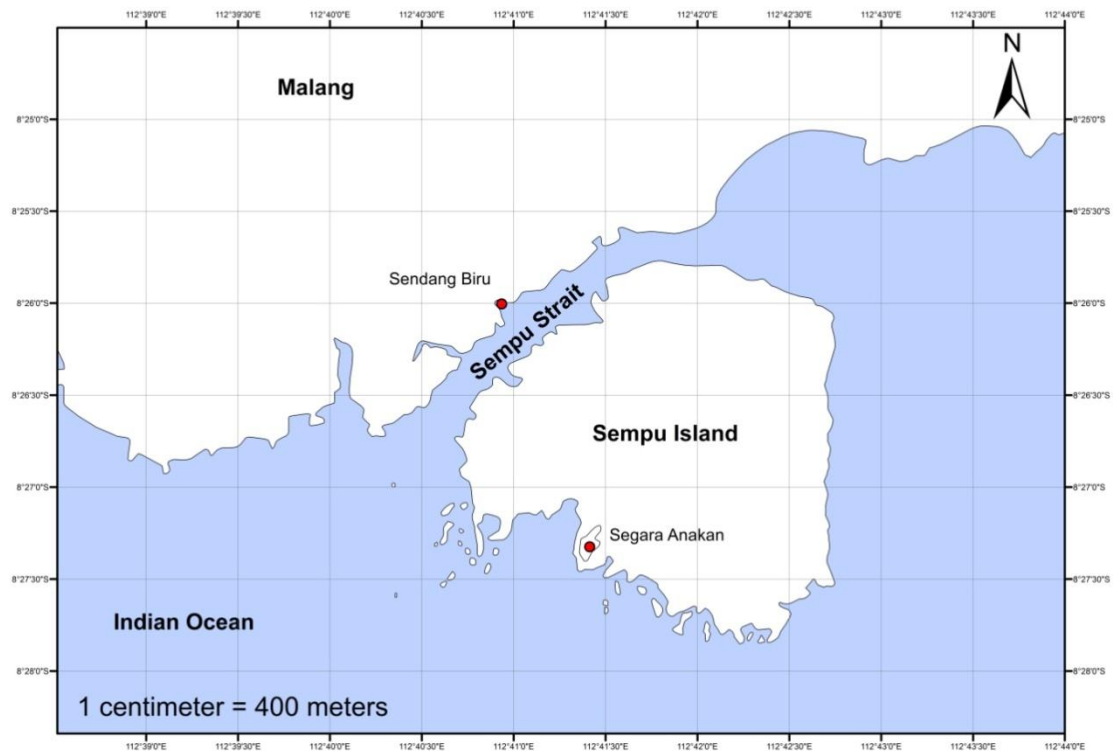 112°39'0"E 112°39'30"E 112°40'0"E 112°40'30"E 112°41'0"E 112°41'30"E 112°42'0"E 112°42'30"E 112°43'0"E 112°43'30"E 112°44'0"E
N
Malang
8°25'0"S 8°25'0"S
8°25'30"S 8°25'30"S
Sendang Biru
8°26'0"S 8°26'0"S
Sempu Strait
8°26'30"S 8°26'30"S
Sempu Island
8°27'0"S 8°27'0"S
Segara Anakan
8°27'30"S 8°27'30"S
Indian Ocean
8°28'0"S 8°28'0"S
1 centimeter = 400 meters
112°39'0"E 112°39'30"E 112°40'0"E 112°40'30"E 112°41'0"E 112°41'30"E 112°42'0"E 112°42'30"E 112°43'0"E 112°43'30"E 112°44'0"E